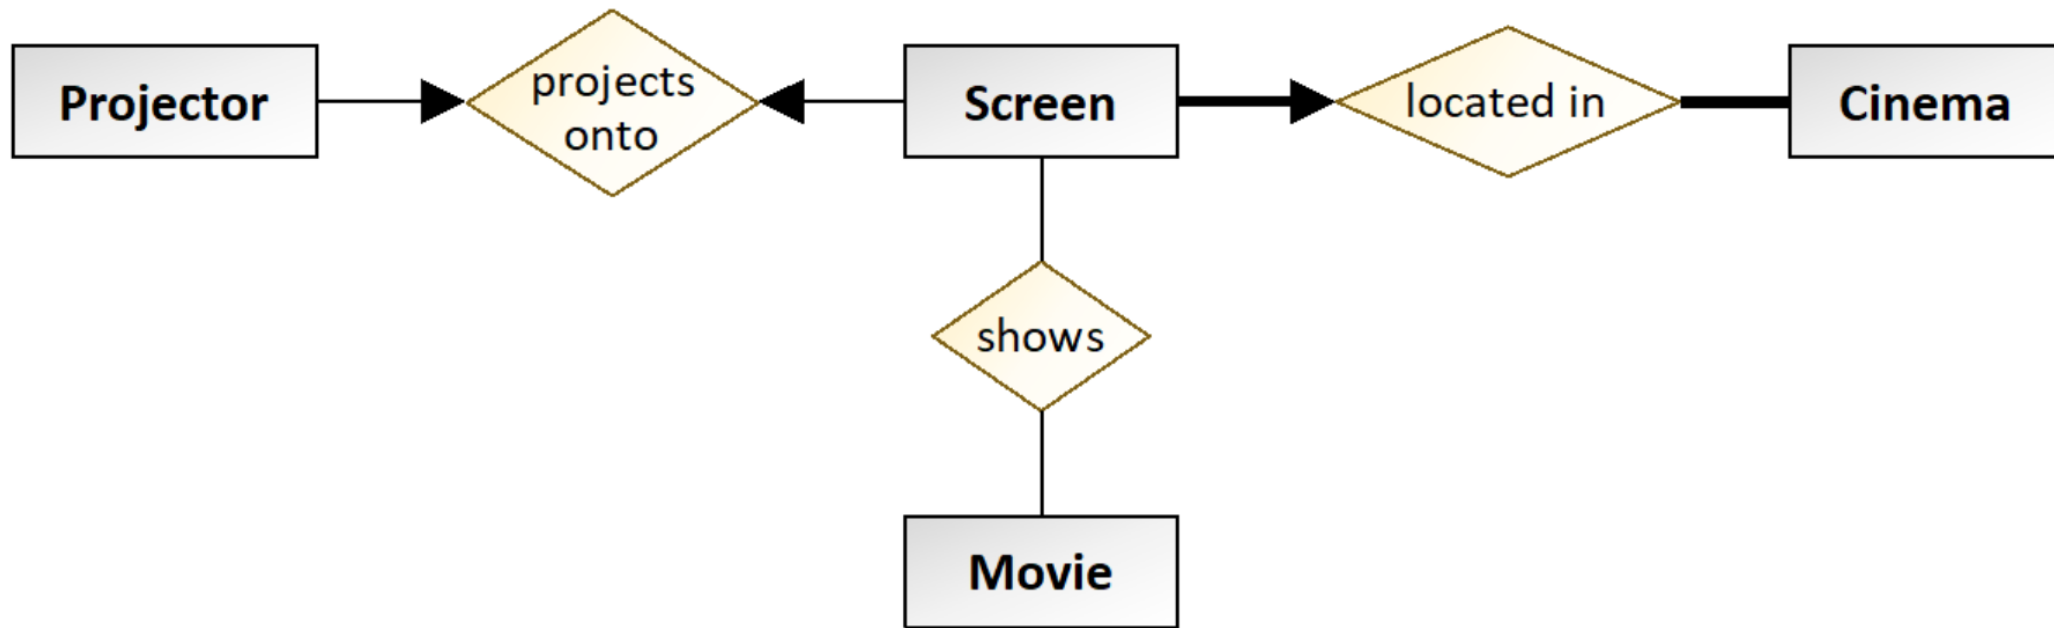 Projector
projects
onto
Screen
located in
Cinema
shows
Movie